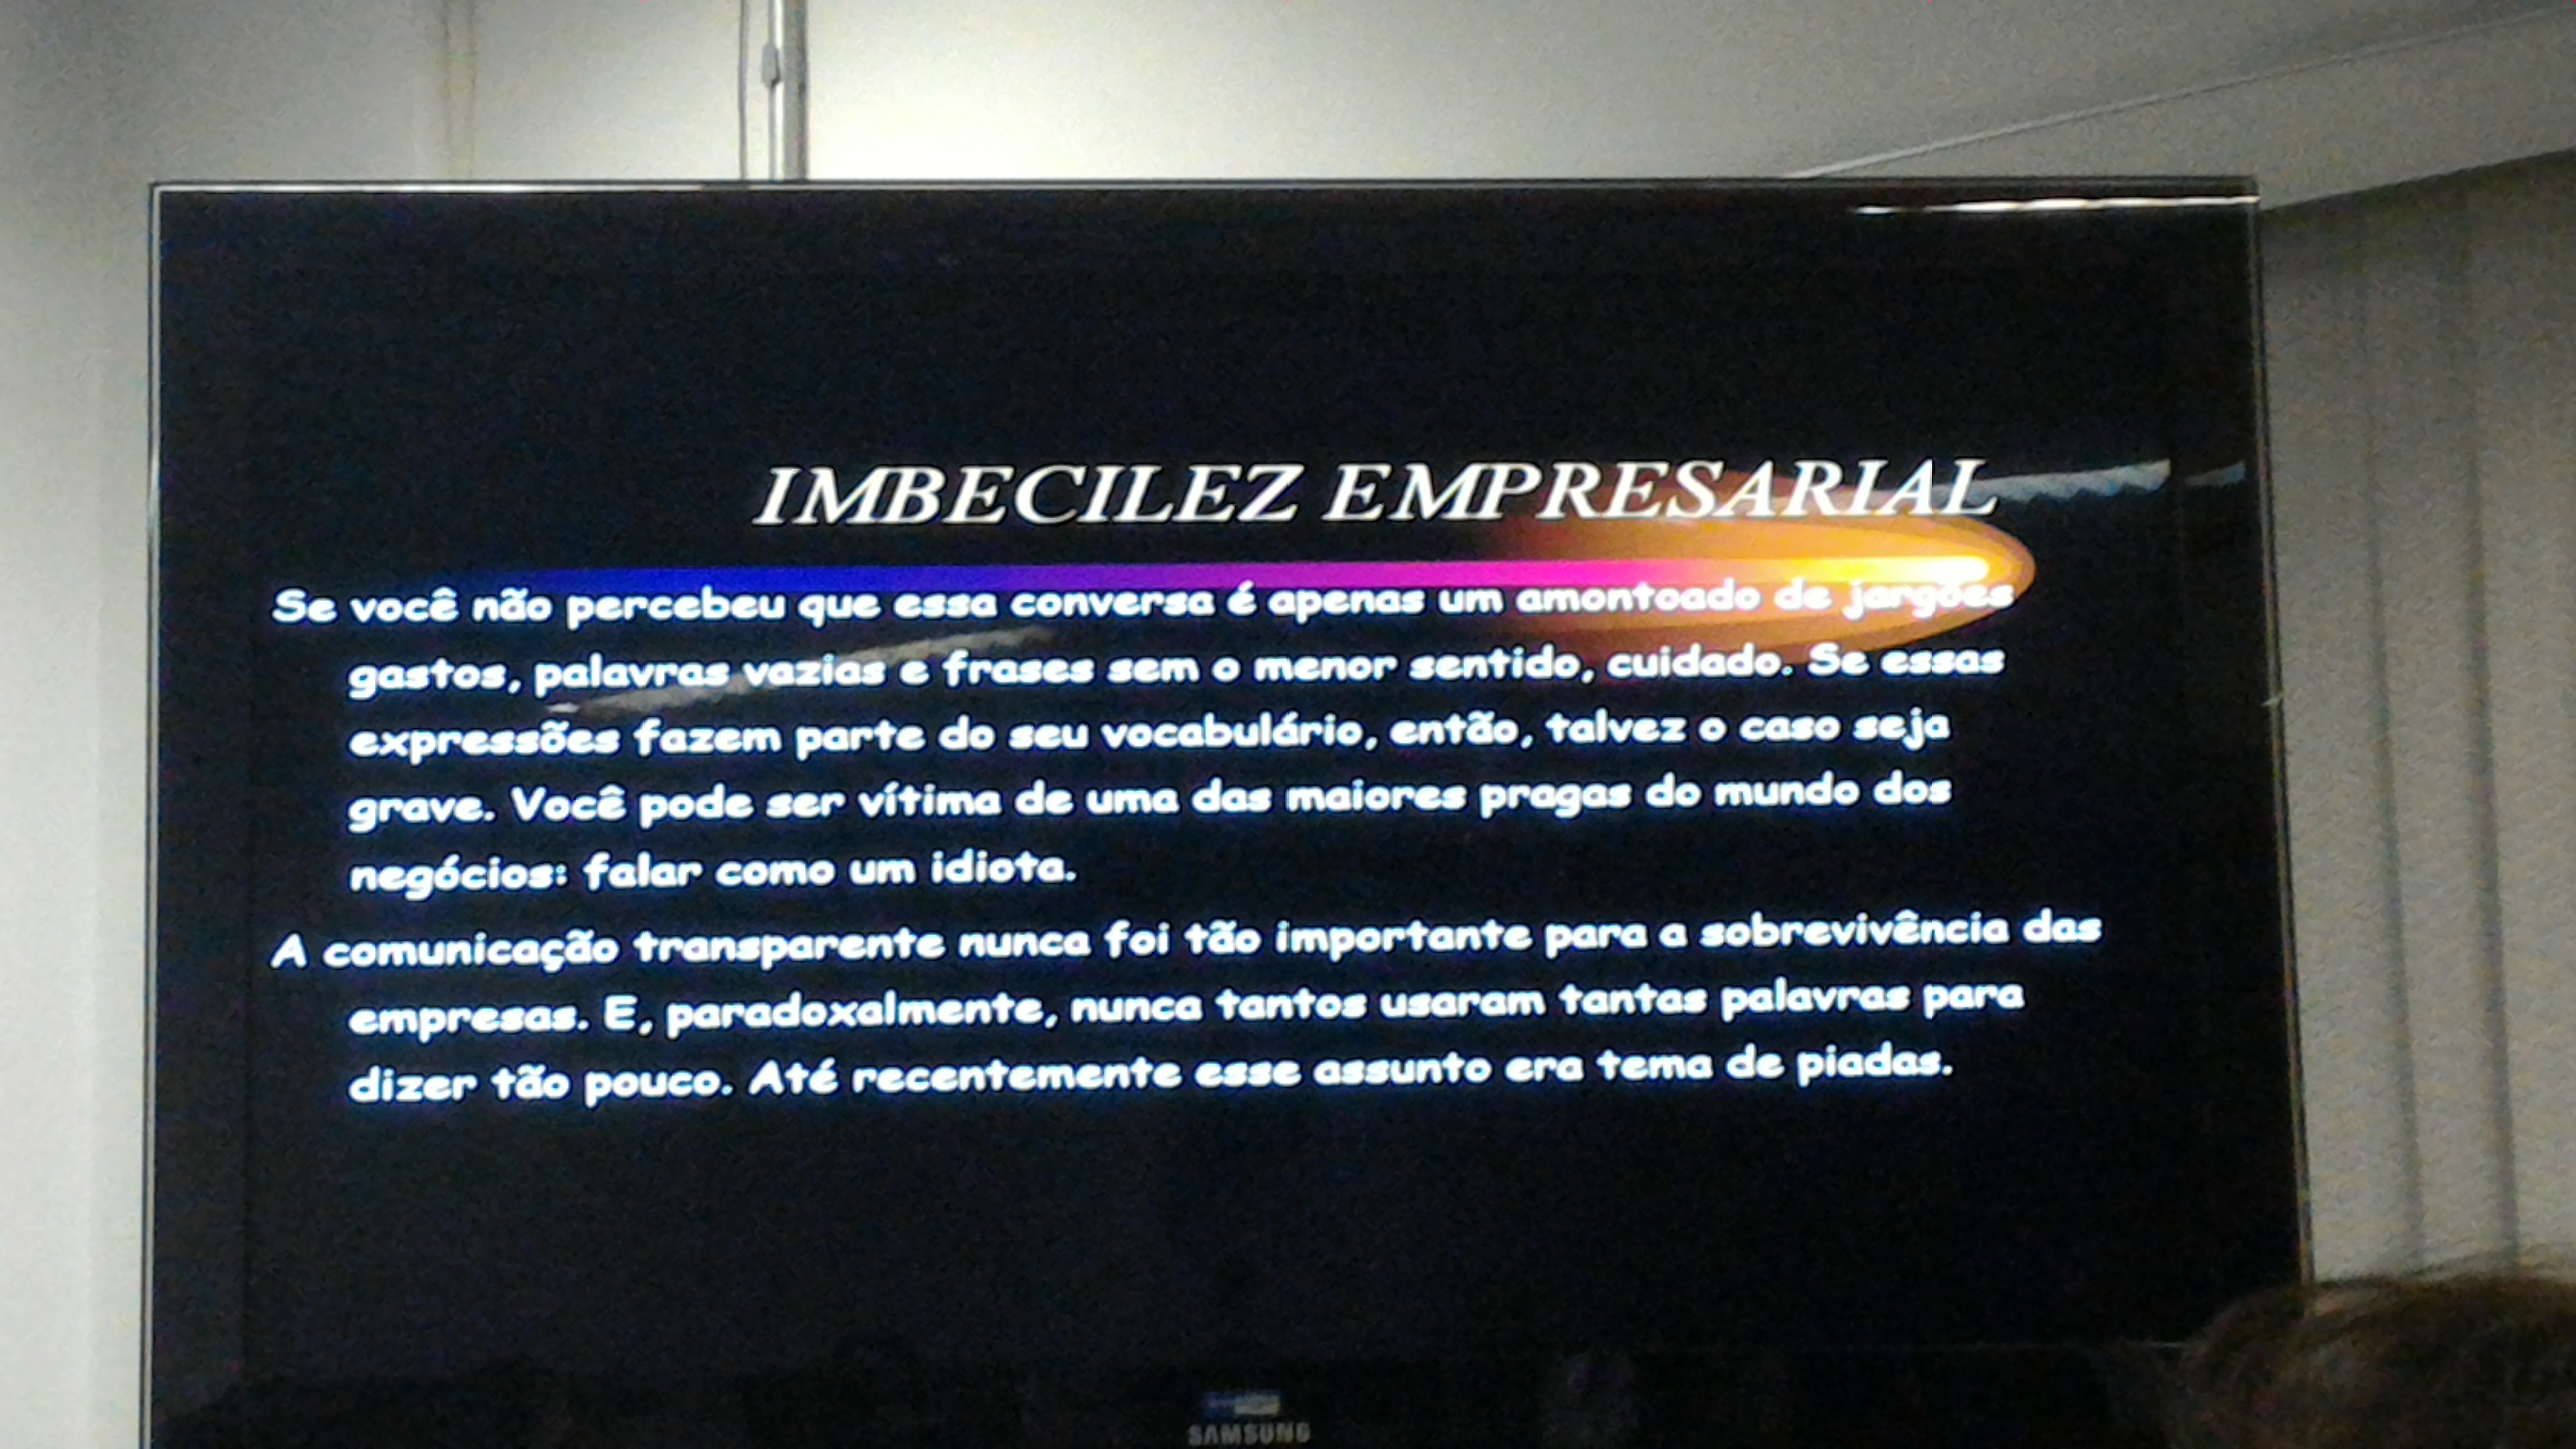 IMBECILEZ EMPRESARIAL
Se você não percebeu que essa conversa é apenas um amontoado de jargões
gastos, palavras vazias e frases sem o menor sentido, cuidado. Se essas
expressões fazem parte do seu vocabulário, então, talvez o caso seja
grave. Você pode ser vítima de uma das maiores pragas do mundo dos
negócios: falar como um idiota.
A comunicação transparente nunca foi tão importante para a sobrevivência das
empresas. E, paradoxalmente, nunca tantos usaram tantas palavras para
dizer tão pouco. Até recentemente esse assunto era tema de piadas.
SAMSUNG